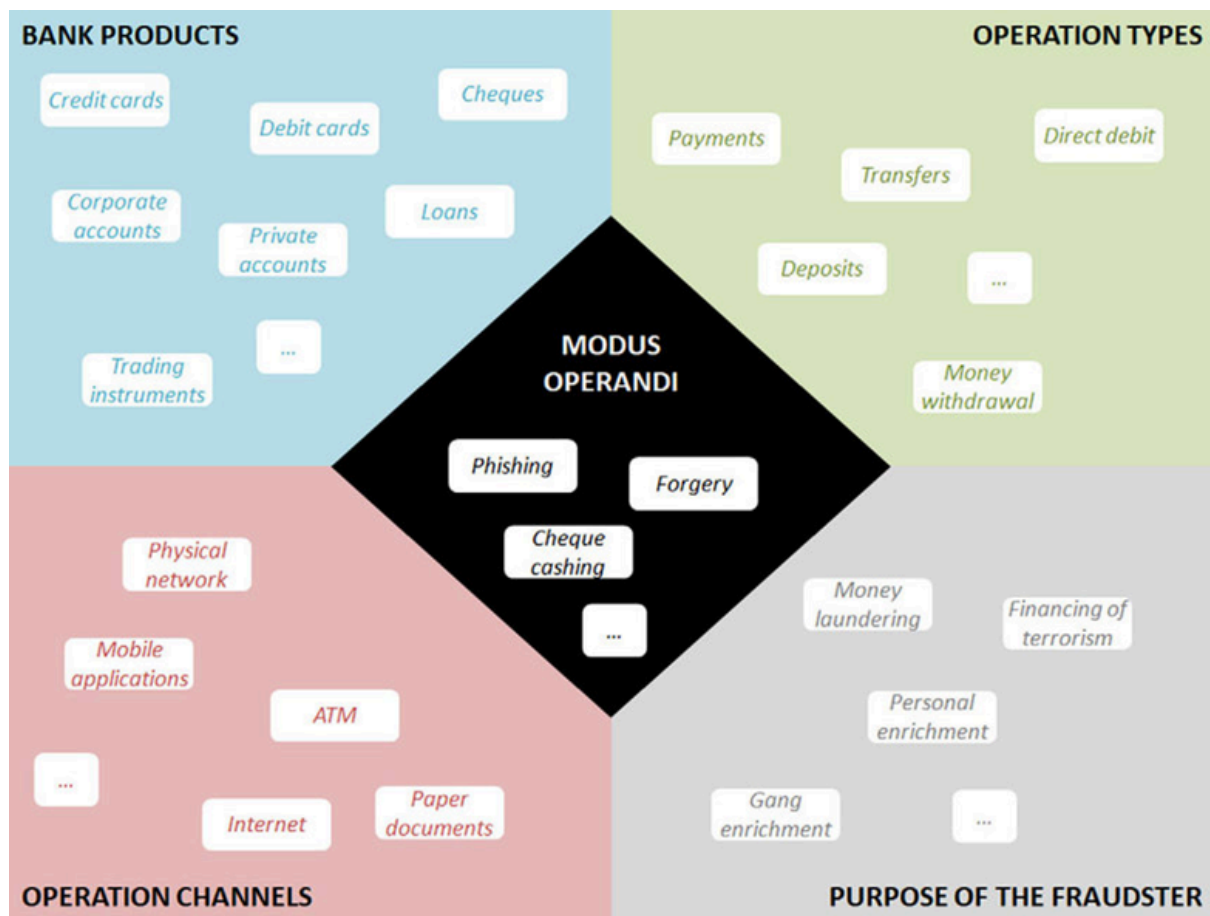 BANK PRODUCTS
Credit cards
Debit cards
Cheques
Corporate
accounts
Private
accounts
Loans
...
Trading
instruments
OPERATION TYPES
Payments
Transfers
Direct debit
Deposits
...
Money
withdrawal
MODUS
OPERANDI
Phishing
Forgery
Cheque
cashing
...
Physical
network
Mobile
applications
ATM
...
Internet
Paper
documents
OPERATION CHANNELS
Money
laundering
Financing of
terrorism
Personal
enrichment
Gang
enrichment
...
PURPOSE OF THE FRAUDSTER